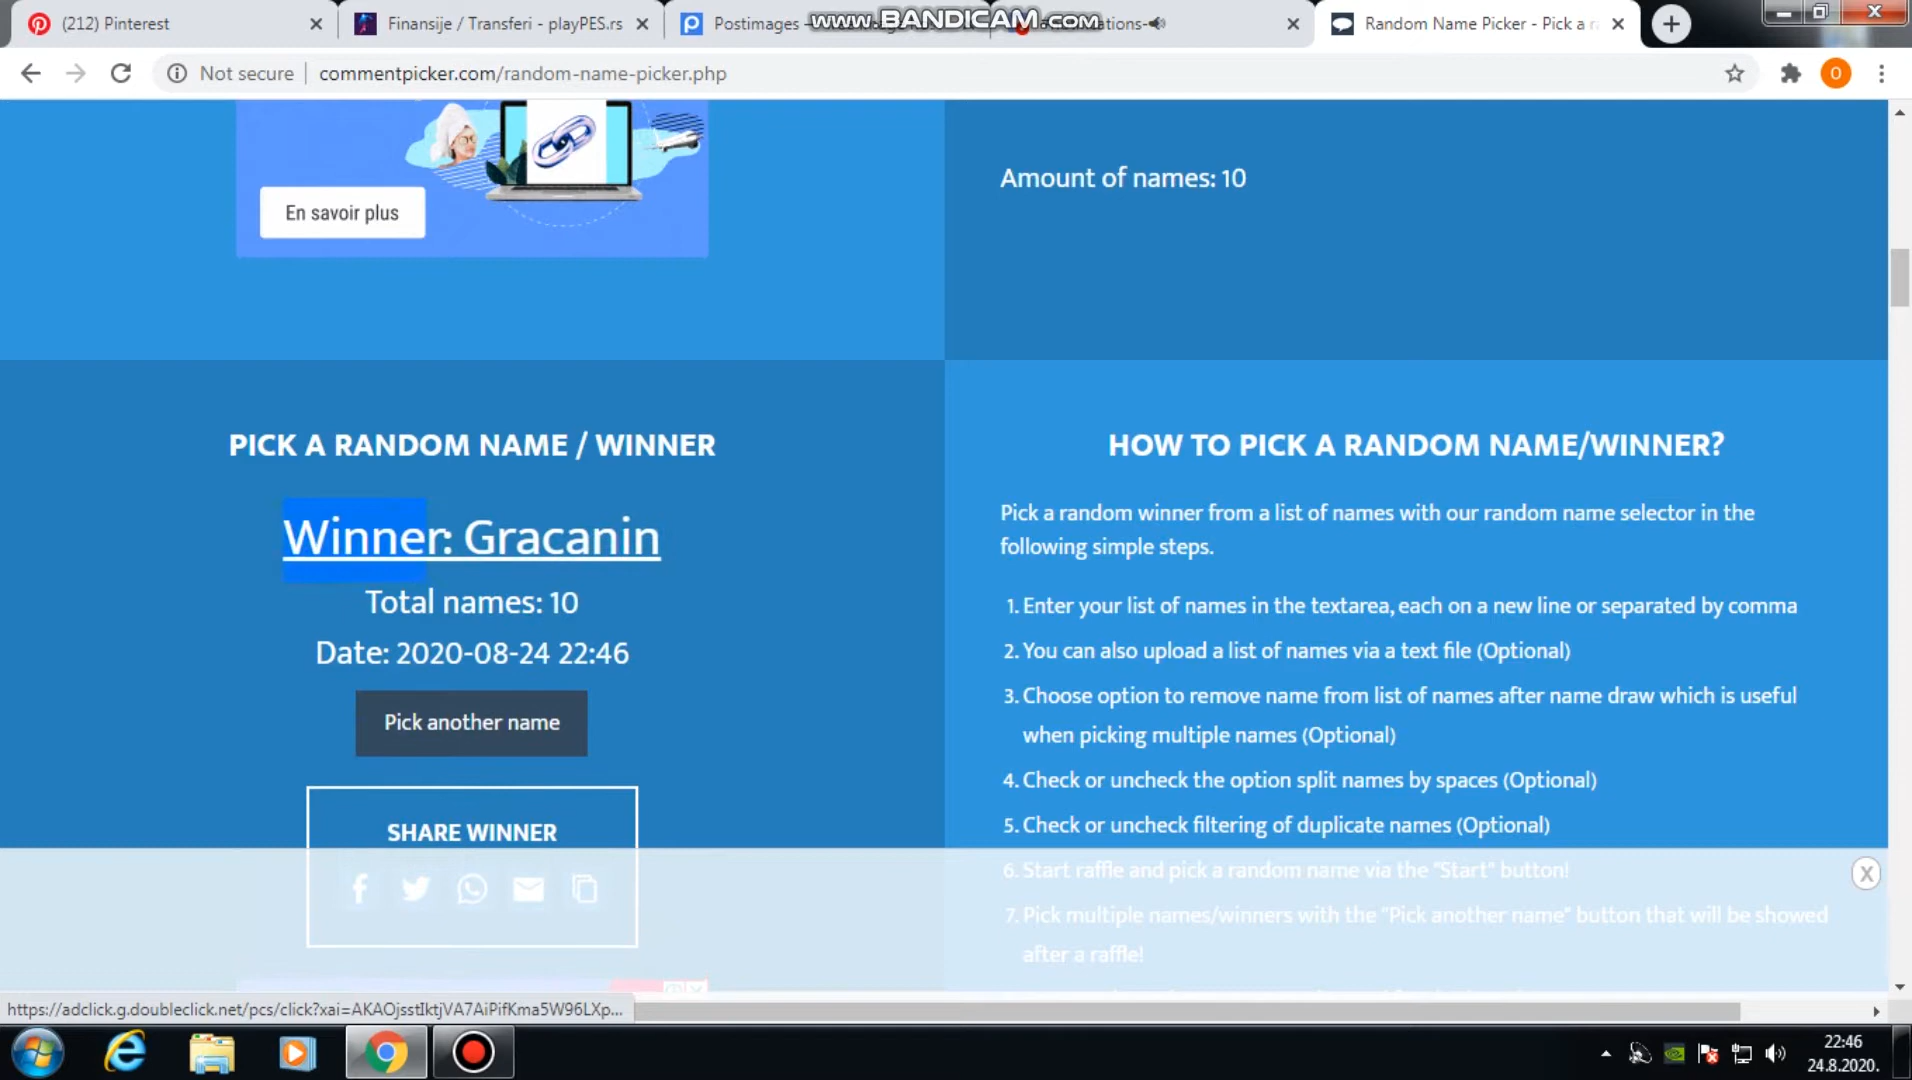 (212) Pinterest
Finansije / Transferi - playPES.rs
Postimages
www.BANDICAM.com
Random Name Picker - Pick a r
Not secure
commentpicker.com/random-name-picker.php
O
En savoir plus
Amount of names: 10
PICK A RANDOM NAME / WINNER
Winner: Gracanin
Total names: 10
Date: 2020-08-24 22:46
Pick another name
SHARE WINNER
HOW TO PICK A RANDOM NAME/WINNER?
Pick a random winner from a list of names with our random name selector in the
following simple steps.
1. Enter your list of names in the textarea, each on a new line or separated by comma
2. You can also upload a list of names via a text file (Optional)
3. Choose option to remove name from list of names after name draw which is useful
when picking multiple names (Optional)
4. Check or uncheck the option split names by spaces (Optional)
5. Check or uncheck filtering of duplicate names (Optional)
6. Start raffle and pick a random name via the "Start" button!
7. Pick multiple names/winners with the "Pick another name" button that will be showed
after a raffle!
X
https://adclick.g.doubleclick.net/pcs/click?xai=AKAOjsstIktjVA7AiPifKma5W96LXp...
22:46
24.8.2020.